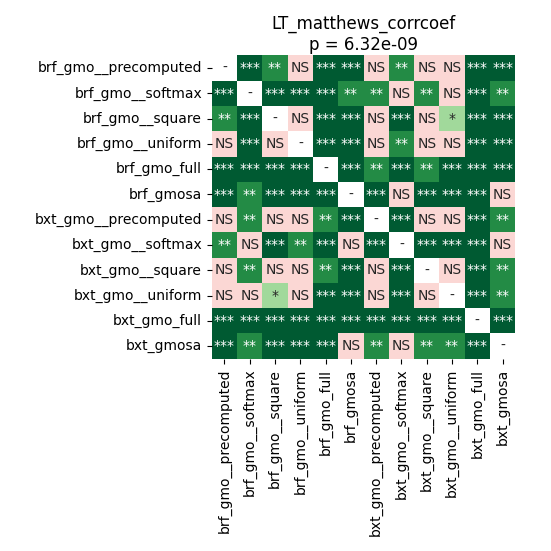 LT_matthews_corrcoef
p = 6.32e-09
brf_gmo__precomputed - *** ** NS *** *** NS ** NS NS *** ***
brf_gmo__softmax *** - *** *** *** ** ** NS ** NS *** **
brf_gmo__square ** *** - NS *** *** NS *** NS * *** ***
brf_gmo__uniform NS *** NS - *** *** NS ** NS NS *** ***
brf_gmo_full *** *** *** *** - *** ** *** ** *** *** ***
brf_gmosa *** ** *** *** *** - *** NS *** *** *** NS
bxt_gmo__precomputed NS ** NS NS ** *** - *** NS NS *** **
bxt_gmo__softmax ** NS *** ** *** NS *** - *** *** *** NS
bxt_gmo__square NS ** NS NS ** *** NS *** - NS *** **
bxt_gmo__uniform NS NS * NS *** *** NS *** NS - *** **
bxt_gmo_full *** *** *** *** *** *** *** *** *** *** - ***
bxt_gmosa *** ** *** *** *** NS ** NS ** ** *** -
brf_gmo__precomputed
brf_gmo__softmax
brf_gmo__square
brf_gmo__uniform
brf_gmo_full
brf_gmosa
bxt_gmo__precomputed
bxt_gmo__softmax
bxt_gmo__square
bxt_gmo__uniform
bxt_gmo_full
bxt_gmosa